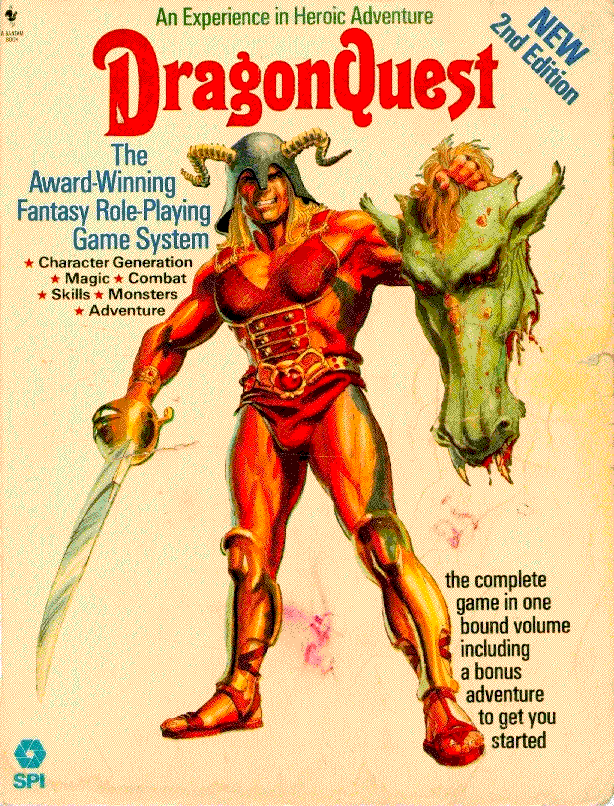 An Experience in Heroic Adventure
A BANTAM
BOOK
DragonQuest
NEW
2nd Edition
The
Award-Winning
Fantasy Role-Playing
Game System
★ Character Generation
★ Magic ★ Combat
★ Skills ★ Monsters
★ Adventure
the complete
game in one
bound volume
including
a bonus
adventure
to get you
started
SPI